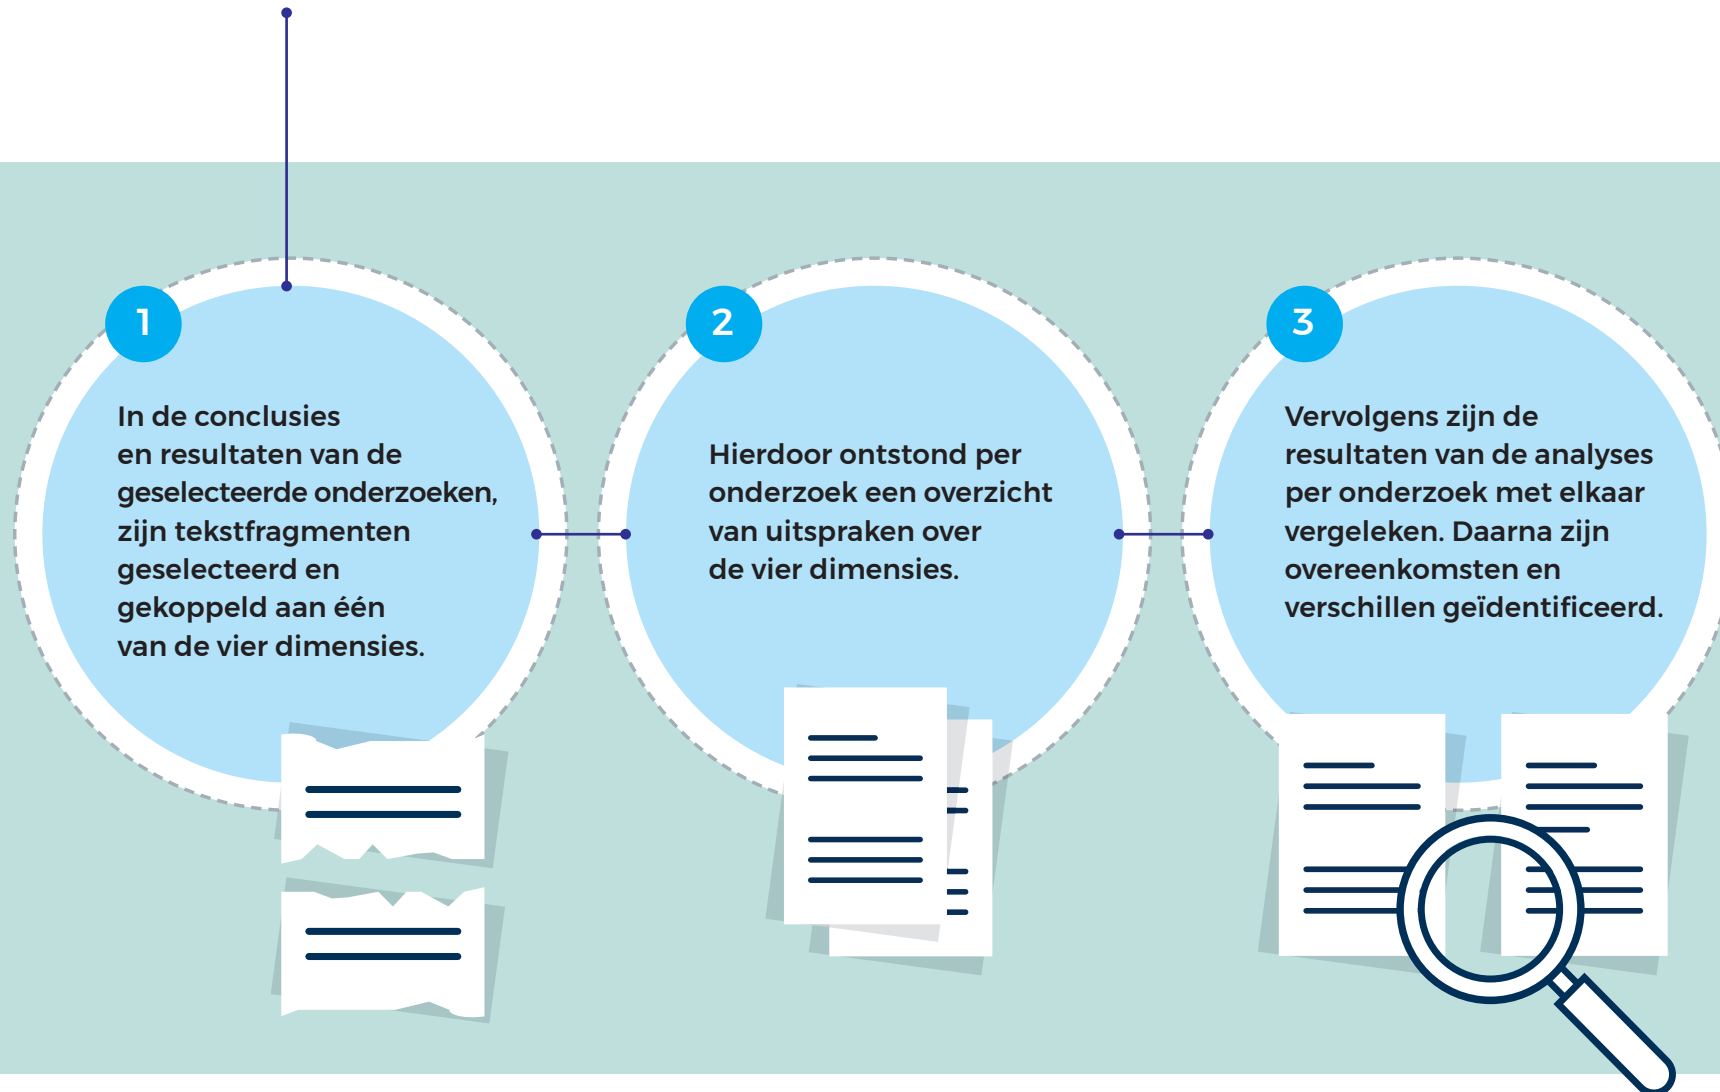 1
In de conclusies
en resultaten van de
geselecteerde onderzoeken,
zijn tekstfragmenten
geselecteerd en
gekoppeld aan één
van de vier dimensies.
2
Hierdoor ontstond per
onderzoek een overzicht
van uitspraken over
de vier dimensies.
3
Vervolgens zijn de
resultaten van de analyses
per onderzoek met elkaar
vergeleken. Daarna zijn
overeenkomsten en
verschillen geïdentificeerd.